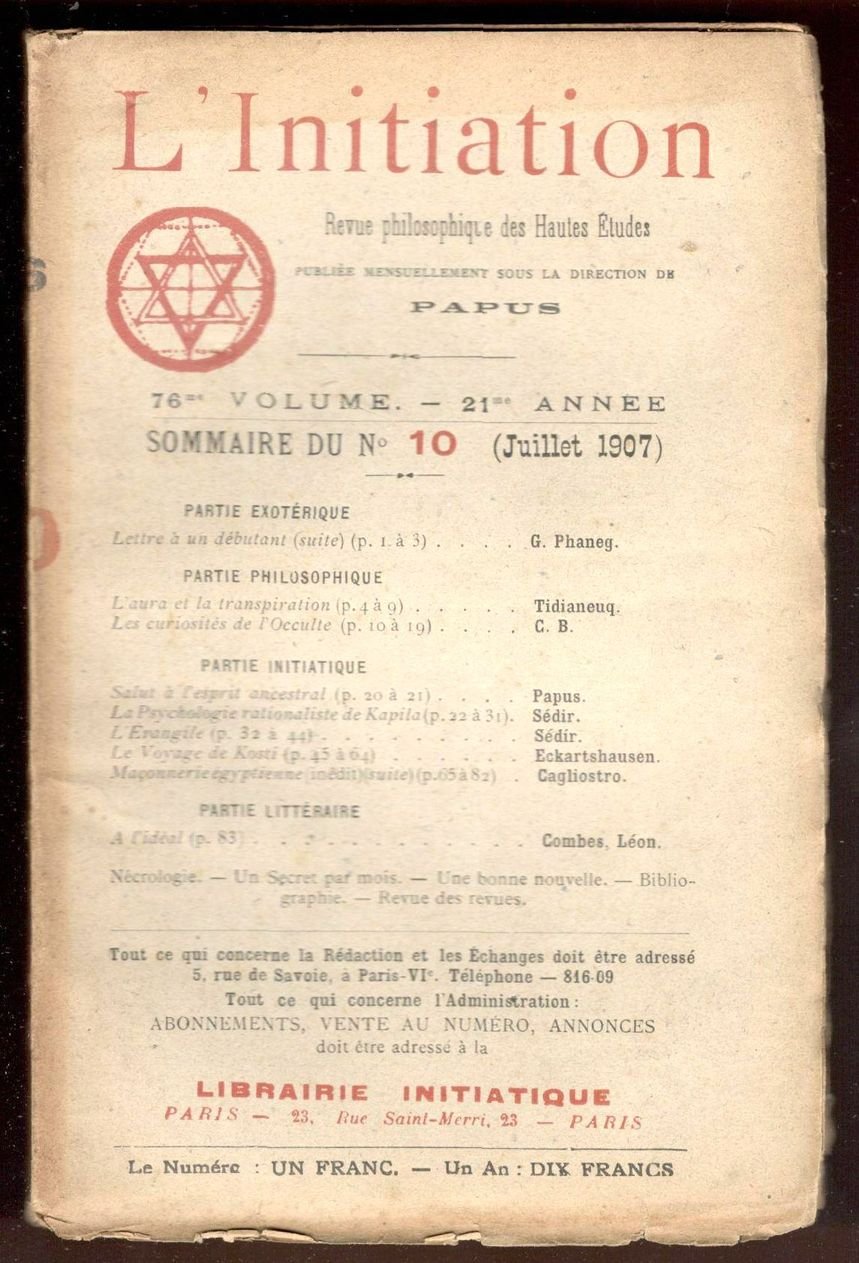 L'Initiation
Revue philosophique des Hautes Études
PUBLIÉE MENSUELLEMENT SOUS LA DIRECTION DE
PAPUS
76me VOLUME. — 21me ANNÉE
SOMMAIRE DU No 10 (Juillet 1907)
PARTIE EXOTÉRIQUE
Lettre à un débutant (suite) (p. 1 à 3) . . . . G. Phaneg.
PARTIE PHILOSOPHIQUE
L'aura et la transpiration (p. 4 à 9) . . . . . Tidianeuq.
Les curiosités de l'Occulte (p. 10 à 19) . . . . C. B.
PARTIE INITIATIQUE
Salut à l'esprit ancestral (p. 20 à 21) . . . . Papus.
La Psychologie rationaliste de Kapila (p. 22 à 31). Sédir.
L'Evangile (p. 32 à 44) . . . . . . . . . Sédir.
Le Voyage de Kosti (p. 45 à 64) . . . . . . Eckartshausen.
Maçonnerie égyptienne (inédit) (suite) (p. 65 à 82) . Cagliostro.
PARTIE LITTÉRAIRE
A l'idéal (p. 83) . . . . . . . . . . . . Combes, Léon.
Nécrologie. — Un Secret par mois. — Une bonne nouvelle. — Biblio-
graphie. — Revue des revues.
Tout ce qui concerne la Rédaction et les Échanges doit être adressé
5, rue de Savoie, à Paris-VIe. Téléphone — 816-09
Tout ce qui concerne l'Administration :
ABONNEMENTS, VENTE AU NUMÉRO, ANNONCES
doit être adressé à la
LIBRAIRIE INITIATIQUE
PARIS — 23, Rue Saint-Merri, 23 — PARIS
Le Numéro : UN FRANC. — Un An : DIX FRANCS